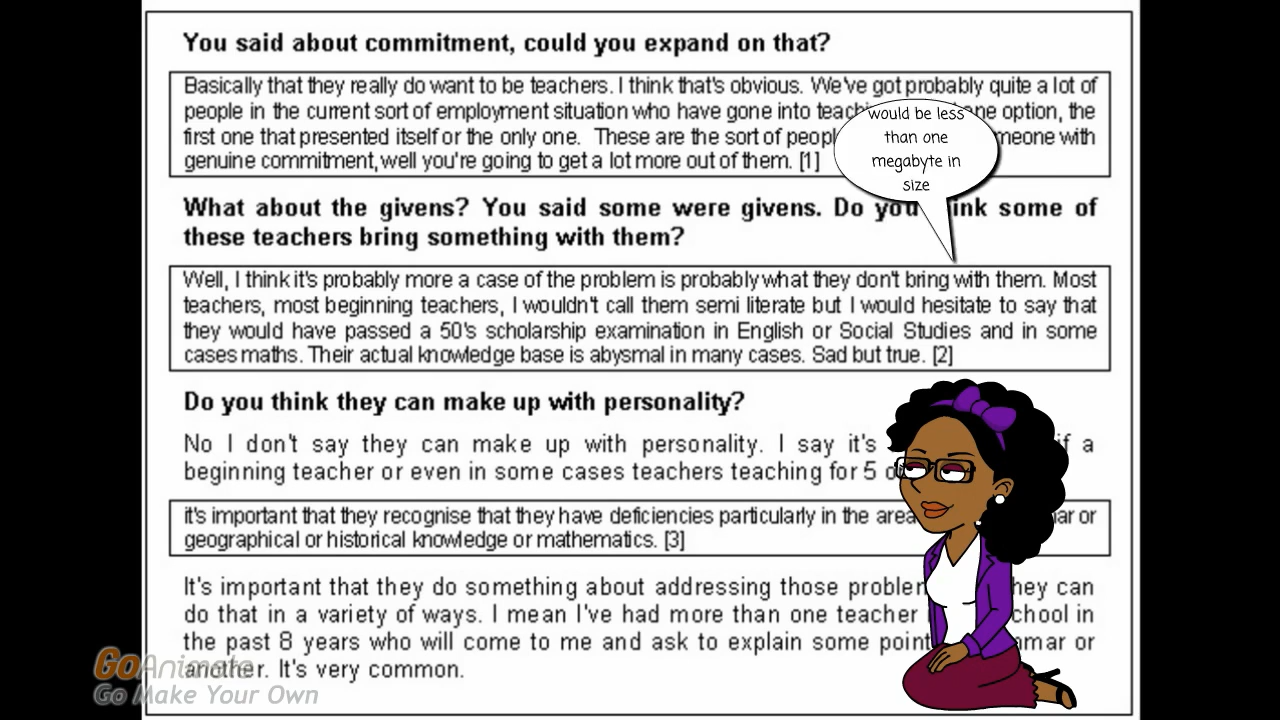 You said about commitment, could you expand on that?
Basically that they really do want to be teachers. I think that's obvious. We've got probably quite a lot of
people in the current sort of employment situation who have gone into one option, the
first one that presented itself or the only one. These are the sort of with
genuine commitment, well you're going to get a lot more out of them. [1]
would be less
than one
megabyte in
size
What about the givens? You said some were givens. Do you some of
these teachers bring something with them?
Well, I think it's probably more a case of the problem is probably what they don't bring with them. Most
teachers, most beginning teachers, I wouldn't call them semi literate but I would hesitate to say that
they would have passed a 50's scholarship examination in English or Social Studies and in some
cases maths. Their actual knowledge base is abysmal in many cases. Sad but true. [2]
Do you think they can make up with personality?
No I don't say they can make up with personality. I say it's if a
beginning teacher or even in some cases teachers teaching for 5
it's important that they recognise that they have deficiencies particularly in the or
geographical or historical knowledge or mathematics. [3]
It's important that they do something about addressing those can
do that in a variety of ways. I mean I've had more than one teacher in
the past 8 years who will come to me and ask to explain some or
another. It's very common.
GoAnimate
Go Make Your Own